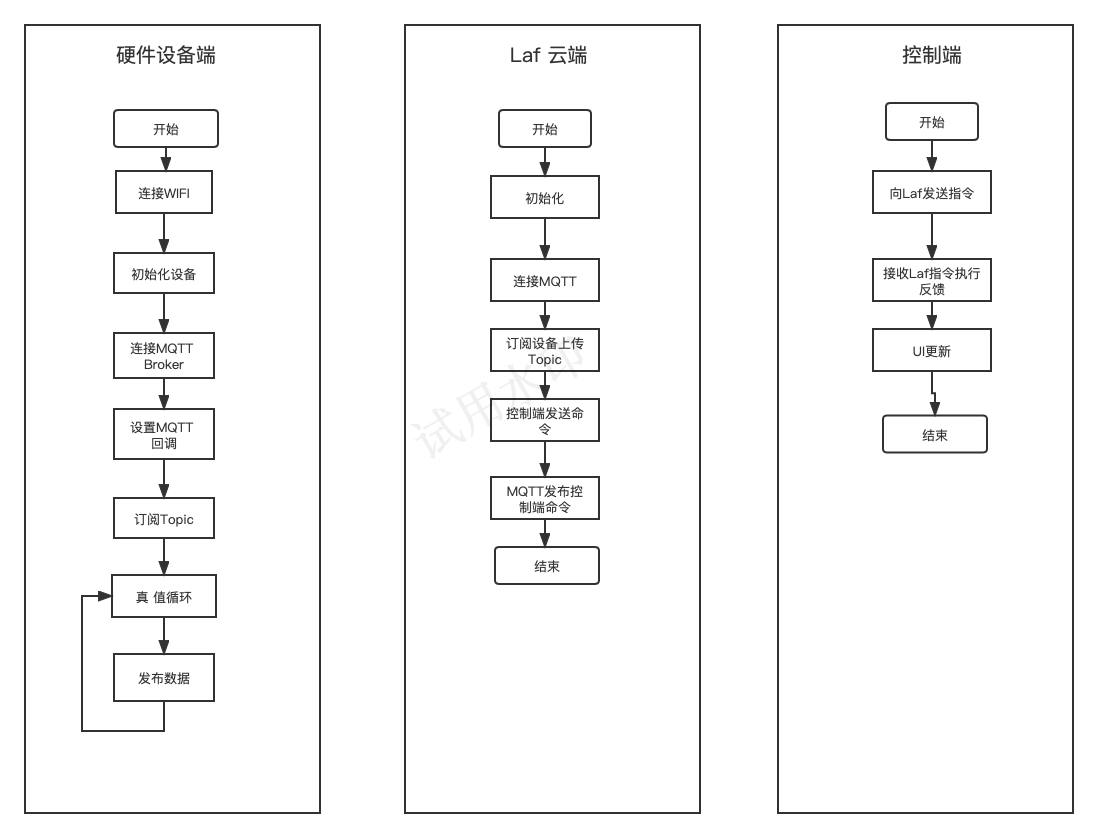 硬件设备端
开始
连接WIFI
初始化设备
连接MQTT
Broker
设置MQTT
回调
订阅Topic
真 值循环
发布数据
Laf 云端
开始
初始化
连接MQTT
订阅设备上传
Topic
控制端发送命
令
MQTT发布控
制端命令
结束
试用水印
控制端
开始
向Laf发送指令
接收Laf指令执行
反馈
UI更新
结束